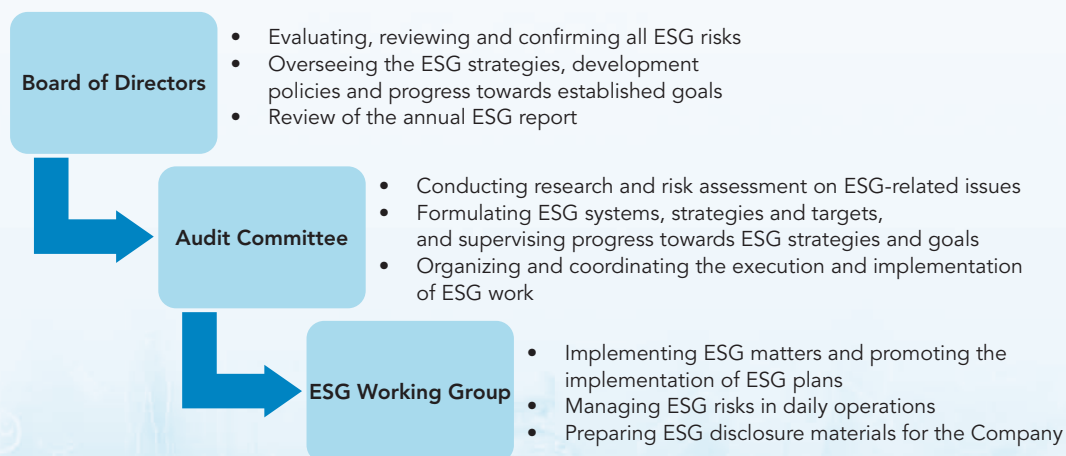 Board of Directors
• Evaluating, reviewing and confirming all ESG risks
• Overseeing the ESG strategies, development
policies and progress towards established goals
• Review of the annual ESG report
Audit Committee
• Conducting research and risk assessment on ESG-related issues
• Formulating ESG systems, strategies and targets,
and supervising progress towards ESG strategies and goals
• Organizing and coordinating the execution and implementation
of ESG work
ESG Working Group
• Implementing ESG matters and promoting the
implementation of ESG plans
• Managing ESG risks in daily operations
• Preparing ESG disclosure materials for the Company